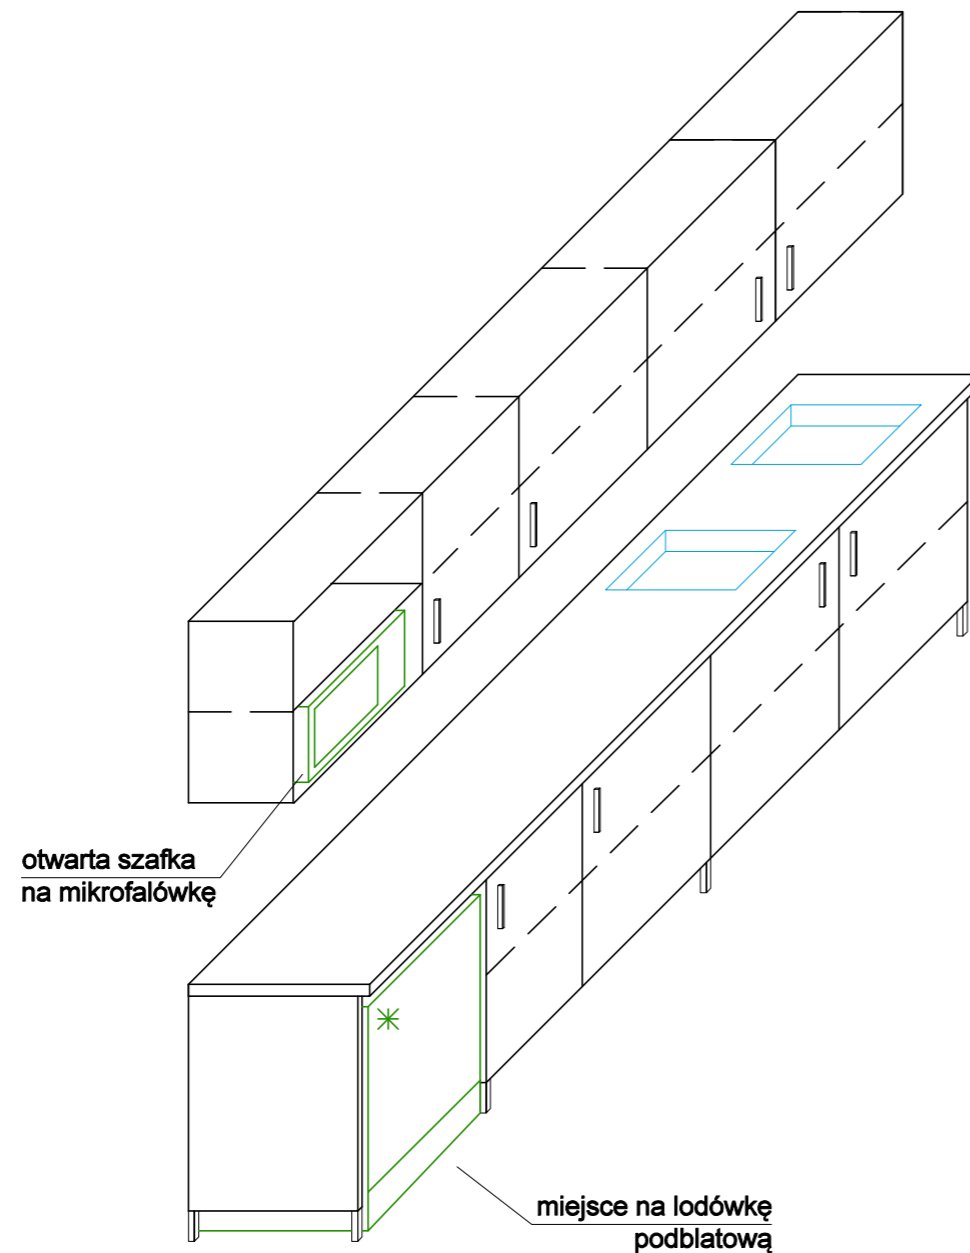 otwarta szafka
na mikrofalówkę
miejsce na lodówkę
podblatową